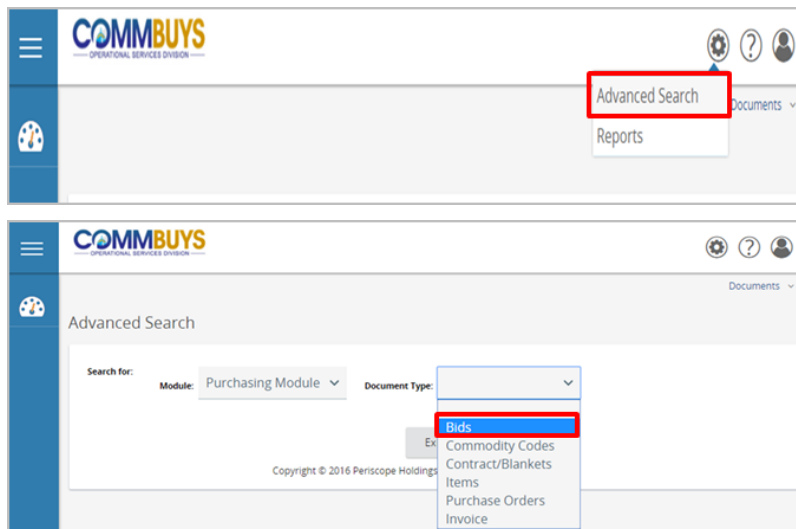 COMMBUYS
OPERATIONAL SERVICES DIVISION
Advanced Search
Documents
Reports
COMMBUYS
OPERATIONAL SERVICES DIVISION
Documents
Advanced Search
Search for:
Module: Purchasing Module Document Type:
Bids
Ex
Commodity Codes
Copyright © 2016 Periscope Holdings
Contract/Blankets
Items
Purchase Orders
Invoice